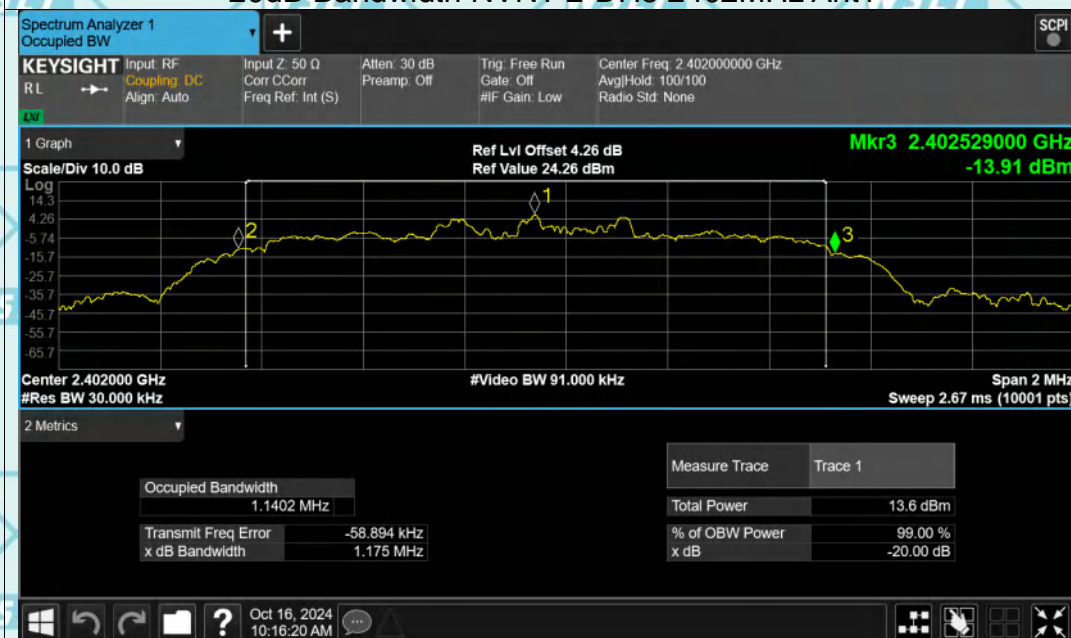 Spectrum Analyzer 1
Occupied BW
+
SCPI
KEYSIGHT
RL
LXI
Input: RF
Coupling: DC
Align: Auto
Input Z: 50 Ω
Corr CCorr
Freq Ref: Int (S)
Atten: 30 dB
Preamp: Off
Trig: Free Run
Gate: Off
#IF Gain: Low
Center Freq: 2.402000000 GHz
Avg|Hold: 100/100
Radio Std: None
1 Graph
Scale/Div 10.0 dB
Ref Lvl Offset 4.26 dB
Ref Value 24.26 dBm
Mkr3 2.402529000 GHz
-13.91 dBm
Log
14.3
4.26
-5.74
-15.7
-25.7
-35.7
-45.7
-55.7
-65.7
1
2
3
Center 2.402000 GHz
#Res BW 30.000 kHz
#Video BW 91.000 kHz
Span 2 MHz
Sweep 2.67 ms (10001 pts)
2 Metrics
Occupied Bandwidth
1.1402 MHz
Transmit Freq Error -58.894 kHz
x dB Bandwidth 1.175 MHz
Measure Trace Trace 1
Total Power 13.6 dBm
% of OBW Power 99.00 %
x dB -20.00 dB
?
Oct 16, 2024
10:16:20 AM